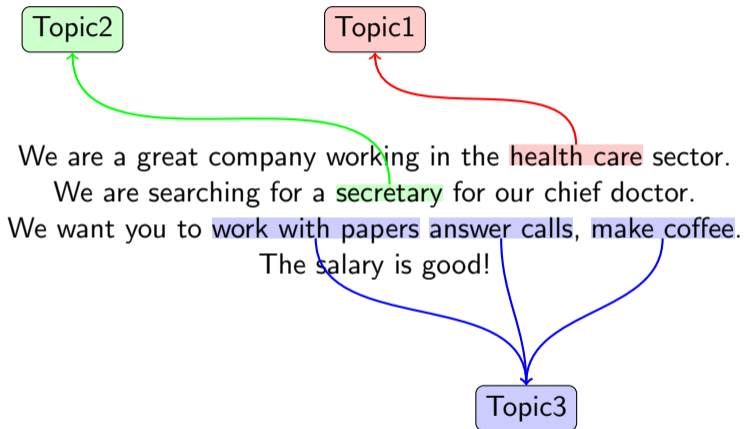 Topic2
Topic1
We are a great company working in the health care sector.
We are searching for a secretary for our chief doctor.
We want you to work with papers answer calls, make coffee.
The salary is good!
Topic3